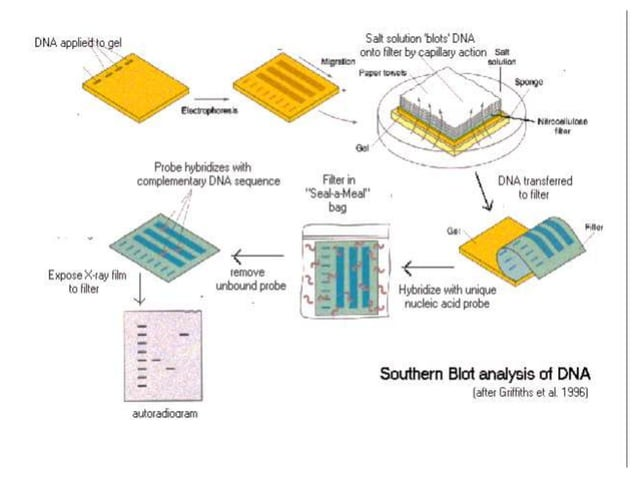 DNA applied to gel
Electrophoresis
Migration
Salt solution 'blots' DNA
onto filter by capillary action
Salt
solution
Paper towels
Sponge
Nitrocellulose
filter
Gel
DNA transferred
to filter
Gel
Filter
Hybridize with unique
nucleic acid probe
Filter in
"Seal-a-Meal"
bag
remove
unbound probe
Probe hybridizes with
complementary DNA sequence
Expose X-ray film
to filter
autoradiogram
Southern Blot analysis of DNA
(after Griffiths et al. 1996)